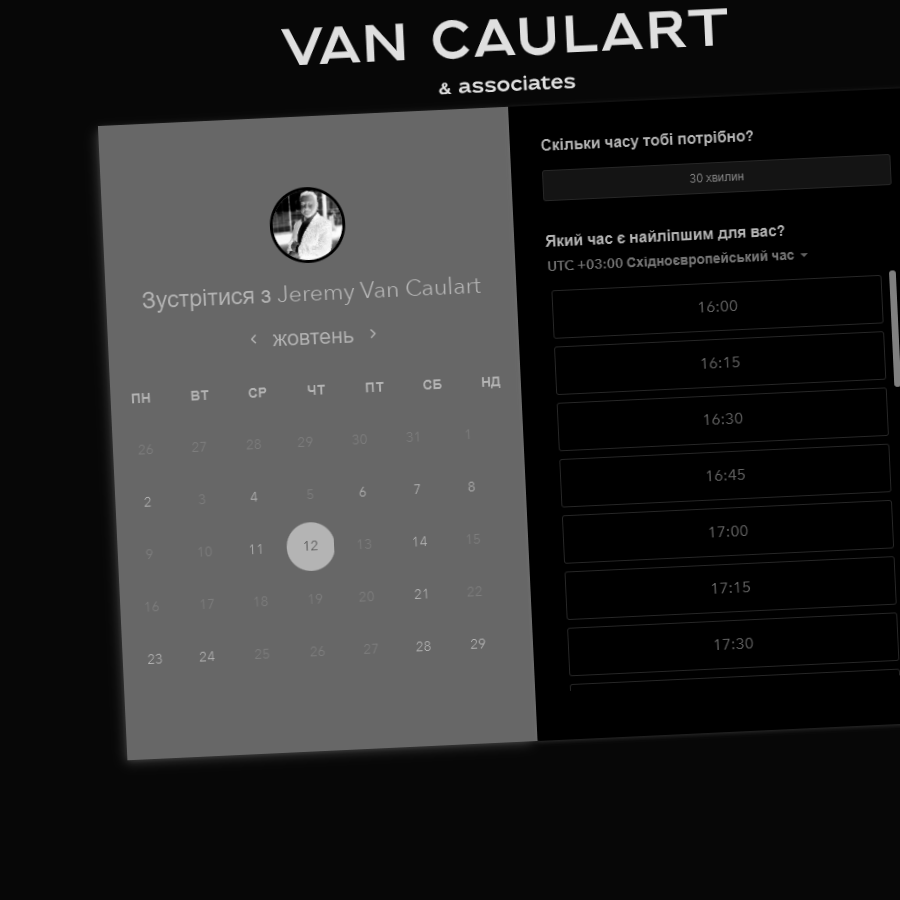 VAN CAULART
& associates
Зустрітися з Jeremy Van Caulart
жовтень
ПН ВТ СР ЧТ ПТ СБ НД
26 27 28 29 30 31 1
2 3 4 5 6 7 8
9 10 11 12 13 14 15
16 17 18 19 20 21 22
23 24 25 26 27 28 29
Скільки часу тобі потрібно?
30 хвилин
Який час є найліпшим для вас?
UTC +03:00 Східноєвропейський час
16:00
16:15
16:30
16:45
17:00
17:15
17:30